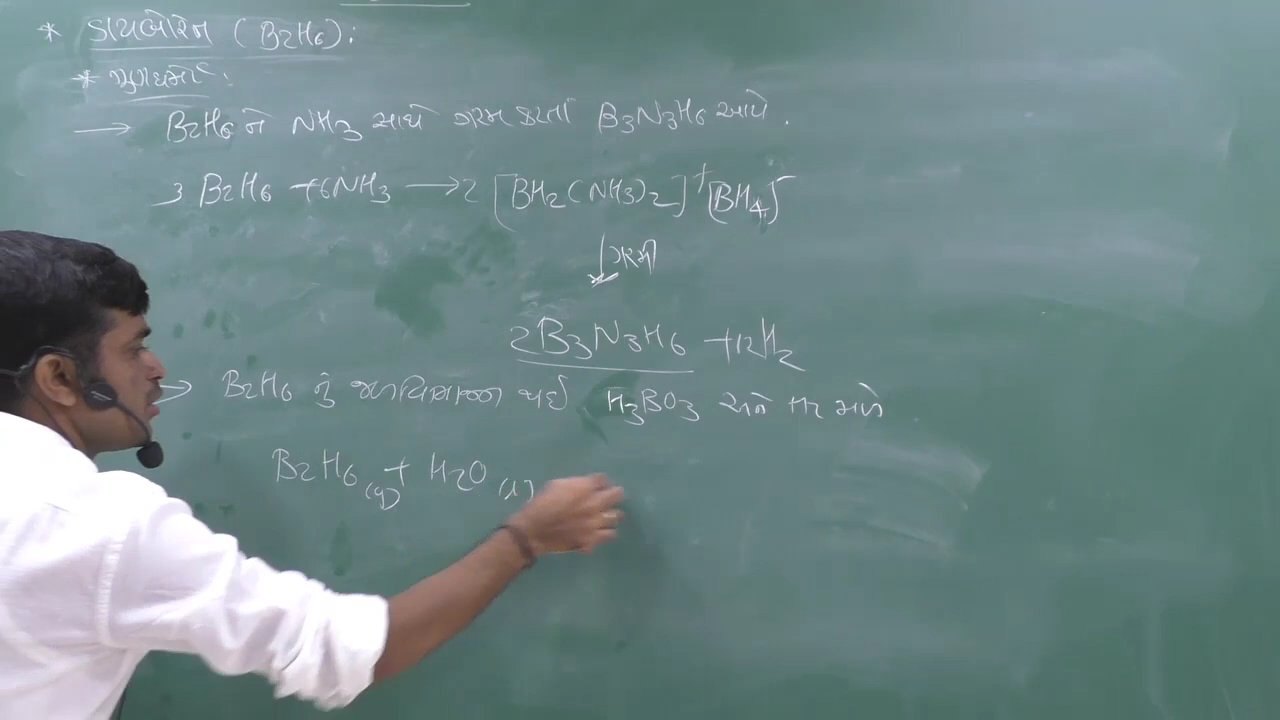 * ડાયબોરેન (B2H6):
* ગુણધર્મો:
→ B2H6 ને NH3 સાથે ગરમ કરતાં B3N3H6 આપે.
3 B2H6 + 6NH3 → 2 [BH2(NH3)2]+ [BH4]-
↓ ગરમી
2B3N3H6 + 12H2
→ B2H6 નું જળવિભાજન થઈ H3BO3 અને H2 મળે
B2H6(g) + H2O(l)